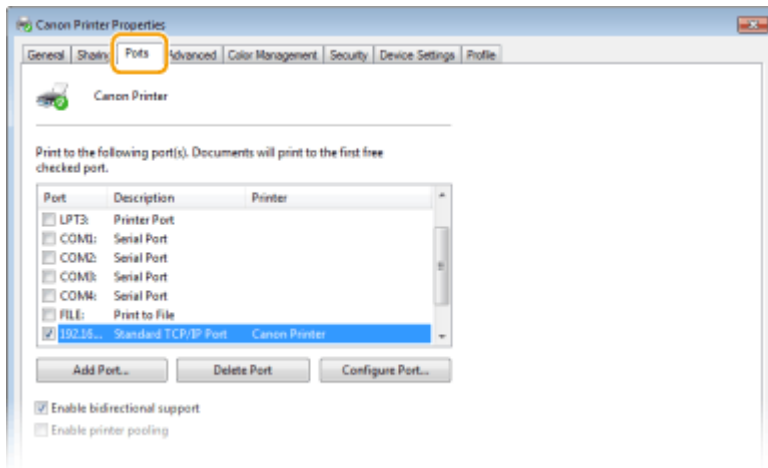 Canon Printer Properties
General Sharing Ports Advanced Color Management Security Device Settings Profile
Canon Printer
Print to the following port(s). Documents will print to the first free
checked port.
Port Description Printer
LPT3: Printer Port
COM1: Serial Port
COM2: Serial Port
COM3: Serial Port
COM4: Serial Port
FILE: Print to File
192.16... Standard TCP/IP Port Canon Printer
Add Port... Delete Port Configure Port...
Enable bidirectional support
Enable printer pooling